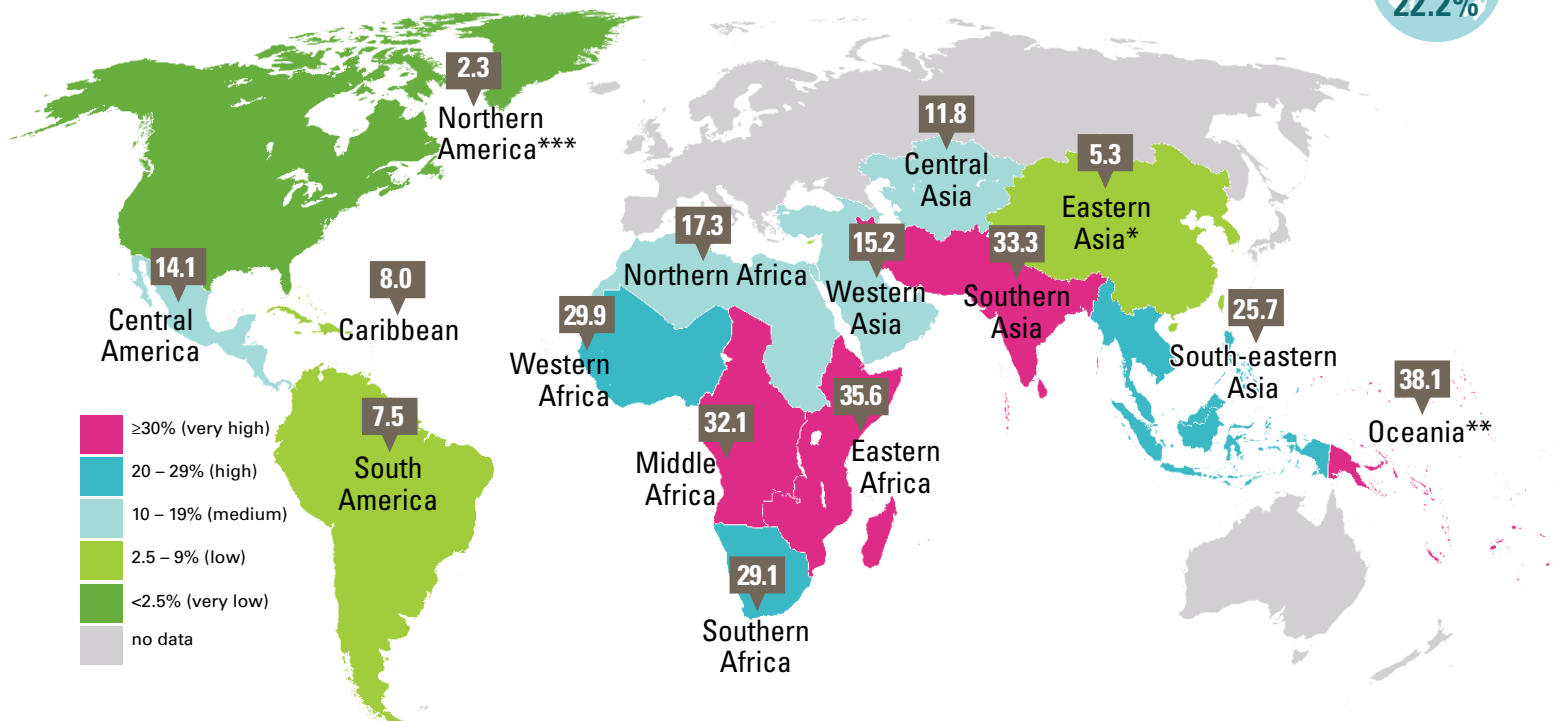 22.2%
2.3
Northern
America***
11.8
Central
Asia
5.3
Eastern
Asia*
17.3
Northern Africa
15.2
Western
Asia
33.3
Southern
Asia
14.1
Central
America
8.0
Caribbean
29.9
Western
Africa
25.7
South-eastern
Asia
38.1
Oceania**
7.5
South
America
32.1
Middle
Africa
35.6
Eastern
Africa
29.1
Southern
Africa
≥30% (very high)
20 – 29% (high)
10 – 19% (medium)
2.5 – 9% (low)
<2.5% (very low)
no data